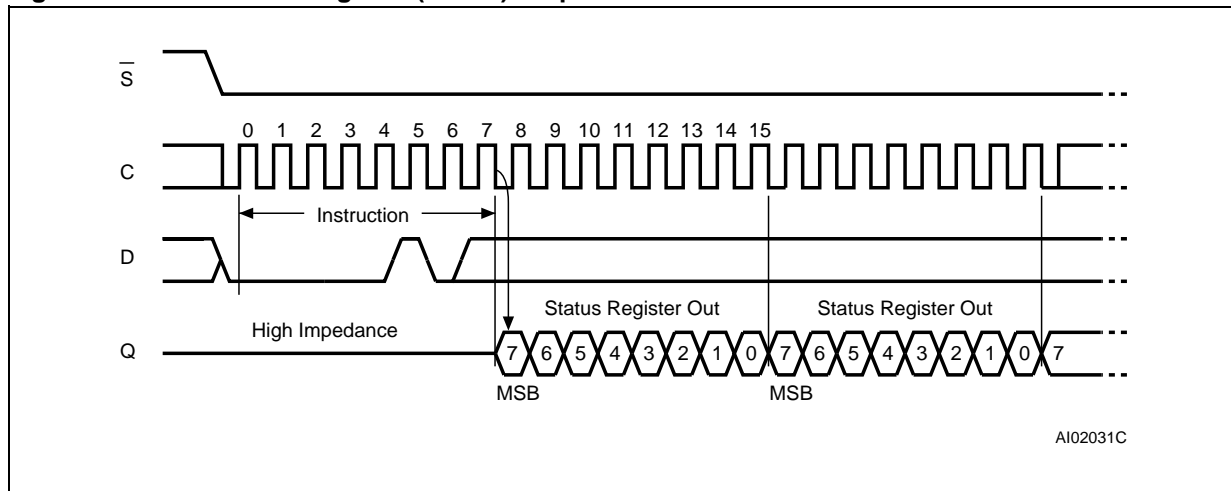 S
0 1 2 3 4 5 6 7 8 9 10 11 12 13 14 15
C
Instruction
D
Status Register Out Status Register Out
High Impedance
Q 7 6 5 4 3 2 1 0 7 6 5 4 3 2 1 0 7
MSB MSB
AI02031C